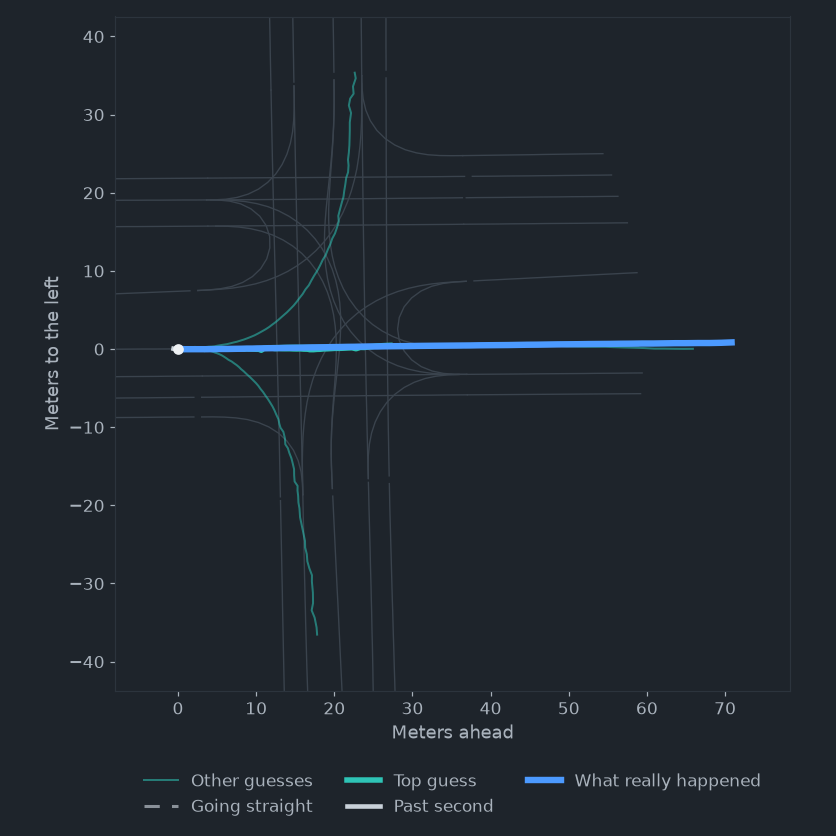 40
30
20
10
0
−10
−20
−30
−40
Meters to the left
0 10 20 30 40 50 60 70
Meters ahead
Other guesses Top guess What really happened
Going straight Past second